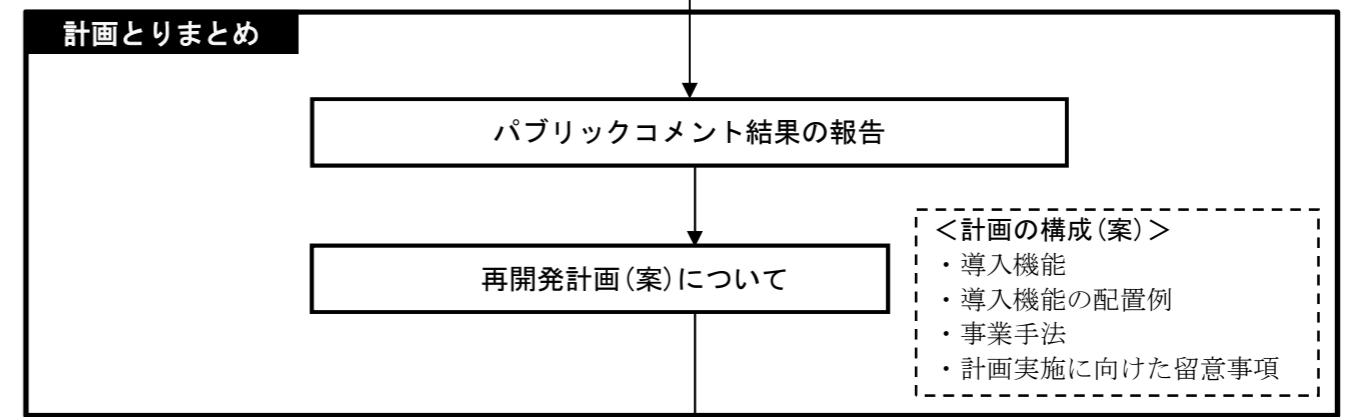 計画とりまとめ
パブリックコメント結果の報告
再開発計画(案)について
＜計画の構成(案)＞
・導入機能
・導入機能の配置例
・事業手法
・計画実施に向けた留意事項